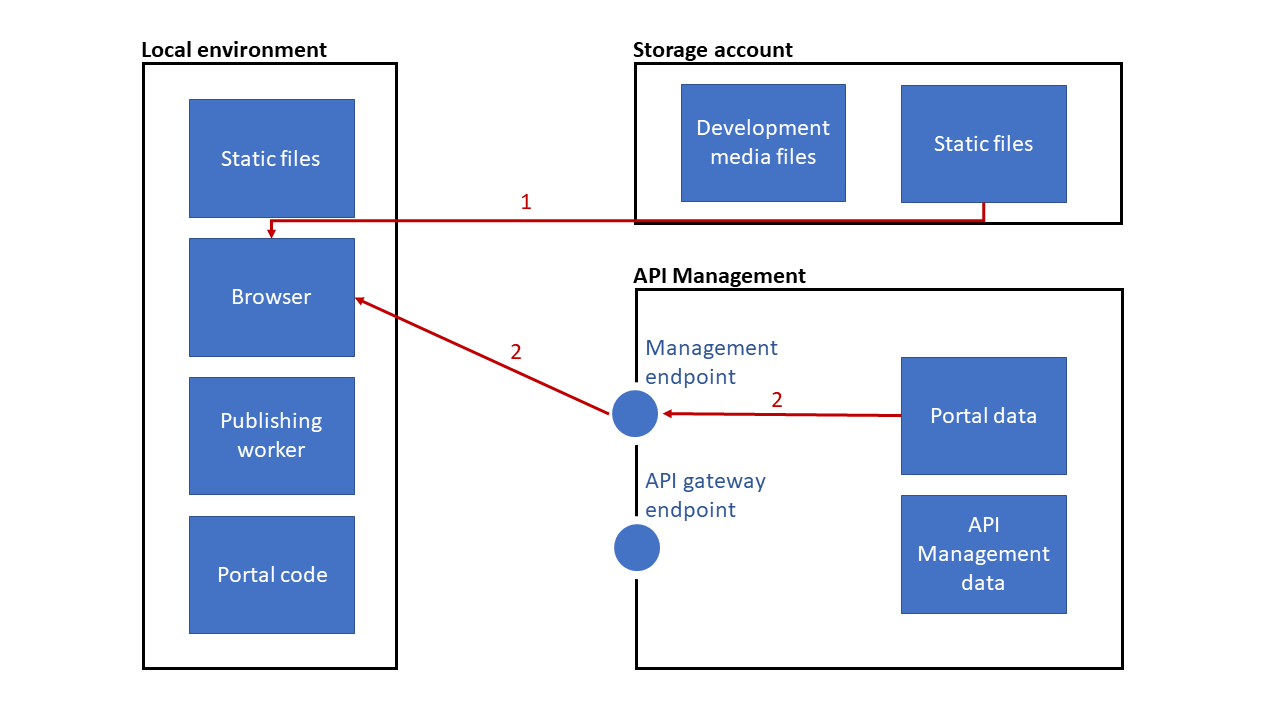 Local environment
Static files
Browser
Publishing
worker
Portal code
1
2
Storage account
Development
media files
Static files
API Management
Management
endpoint
2
Portal data
API gateway
endpoint
API
Management
data